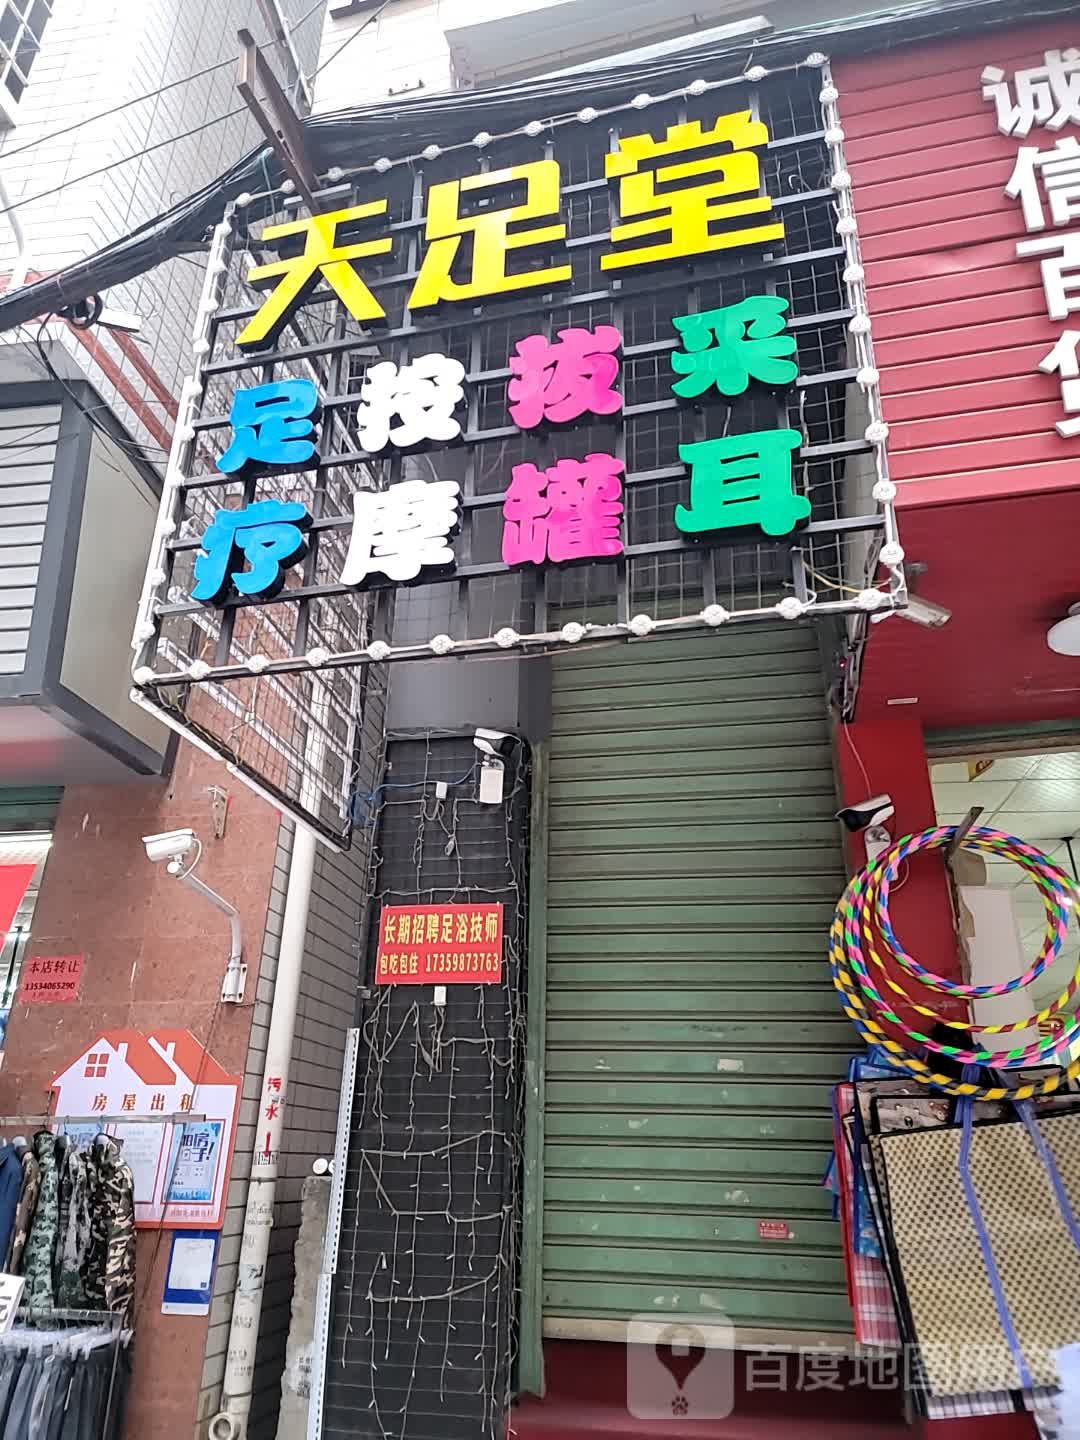 天足堂
足疗
按摩
拔罐
采耳
诚信百货
长期招聘足浴技师
包吃包住 17359873763
本店转让
13534065290
房屋出租
污水
百度地图